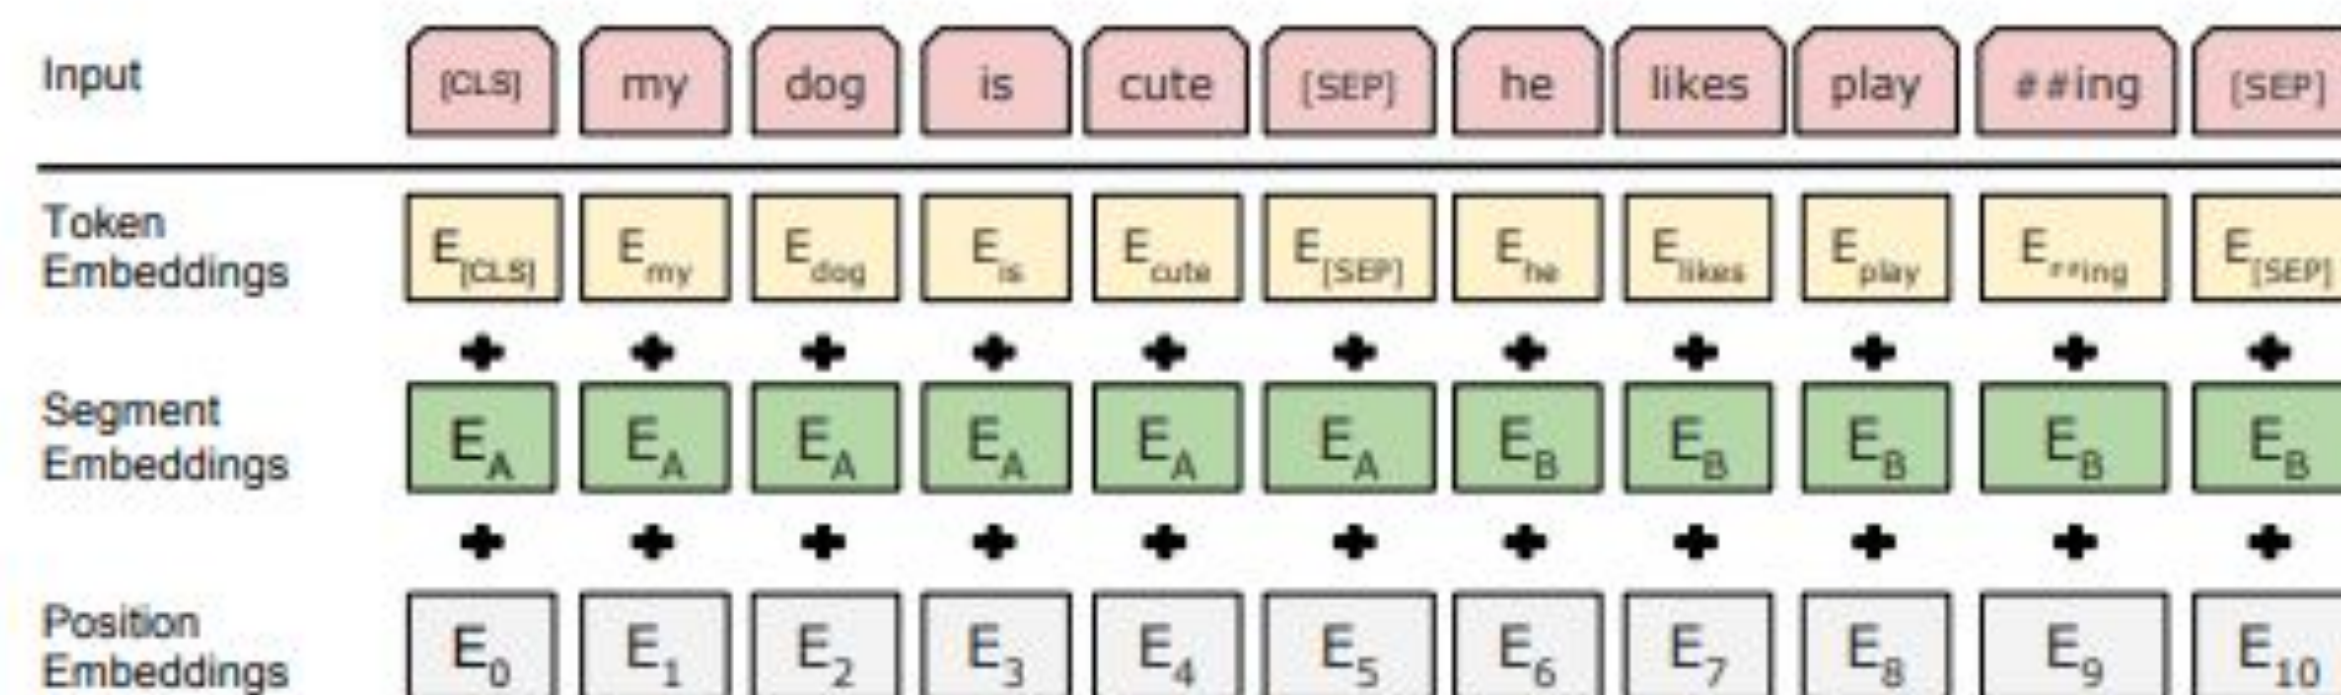 Input [CLS] my dog is cute [SEP] he likes play ##ing [SEP]
Token
Embeddings E[CLS] Emy Edog Eis Ecute E[SEP] Ehe Elikes Eplay E##ing E[SEP]
+ + + + + + + + + + +
Segment
Embeddings EA EA EA EA EA EA EB EB EB EB EB
+ + + + + + + + + + +
Position
Embeddings E0 E1 E2 E3 E4 E5 E6 E7 E8 E9 E10